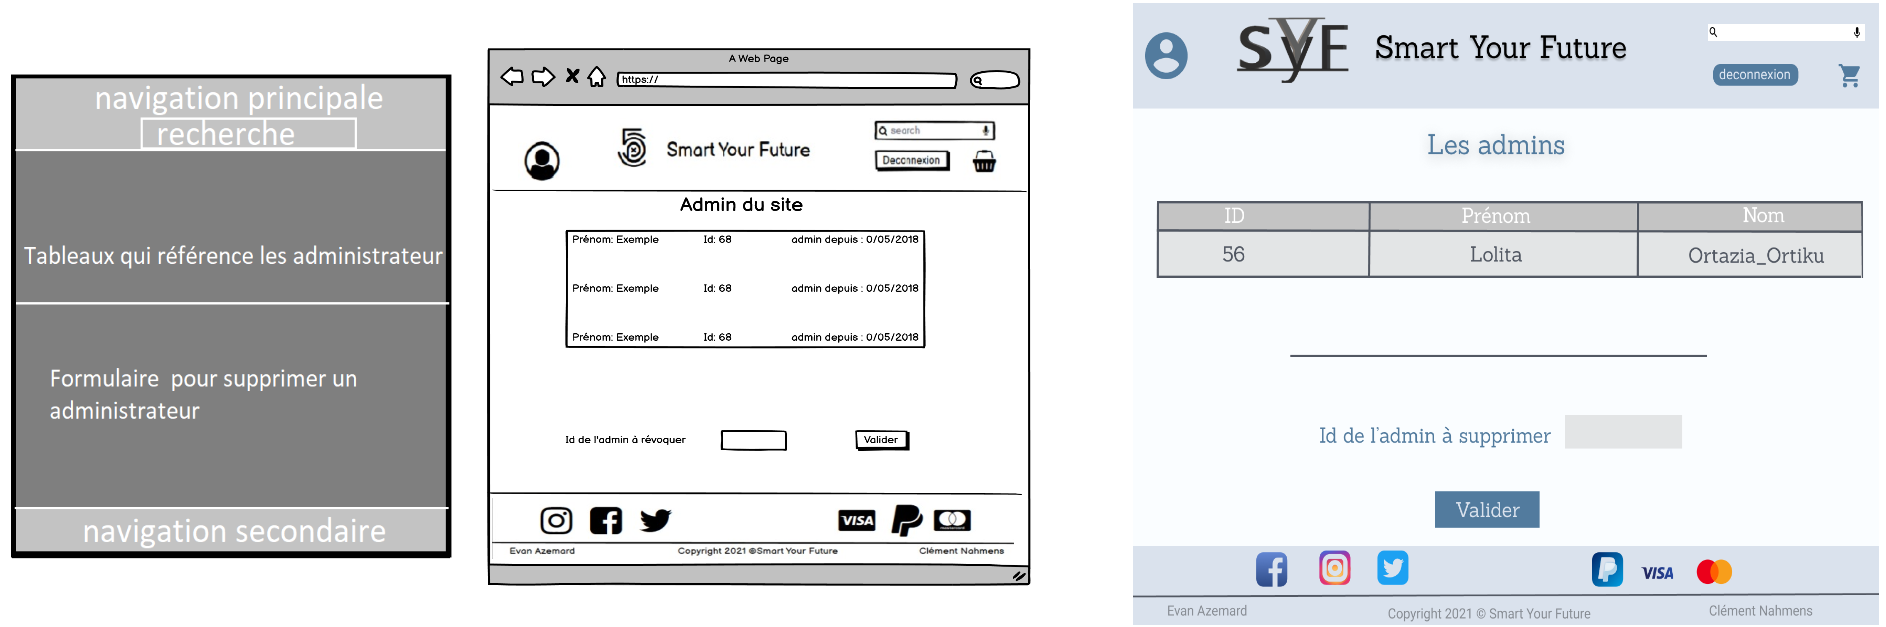 navigation principale
recherche
Tableaux qui référence les administrateur
Formulaire pour supprimer un
administrateur
navigation secondaire
A Web Page
https://
Smart Your Future
search
Deconnexion
Admin du site
Prénom: Exemple Id: 68 admin depuis : 0/05/2018
Prénom: Exemple Id: 68 admin depuis : 0/05/2018
Prénom: Exemple Id: 68 admin depuis : 0/05/2018
Id de l'admin à révoquer
Valider
VISA
Evan Azemard Copyright 2021 ©Smart Your Future Clément Nahmens
SYF Smart Your Future
deconnexion
Les admins
ID Prénom Nom
56 Lolita Ortazia_Ortiku
Id de l'admin à supprimer
Valider
VISA
Evan Azemard Copyright 2021 © Smart Your Future Clément Nahmens